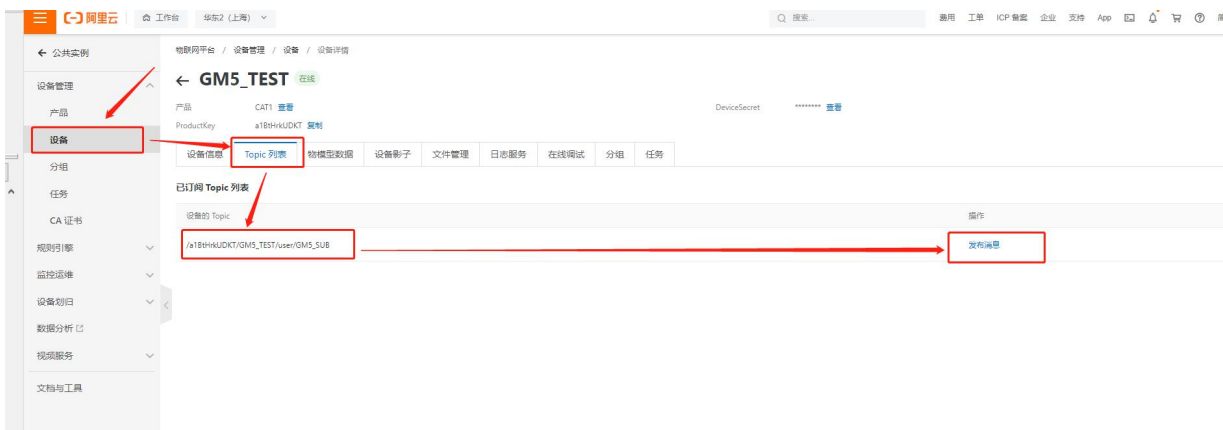 阿里云 工作台 华东2 (上海) 搜索... 费用 工单 ICP 备案 企业 支持 App
公共实例
物联网平台 / 设备管理 / 设备 / 设备详情
设备管理
GM5_TEST 在线
产品
产品 CAT1 查看 DeviceSecret ******** 查看
ProductKey a1BtHrkUDKT 复制
设备
设备信息 Topic 列表 物模型数据 设备影子 文件管理 日志服务 在线调试 分组 任务
分组
任务
已订阅 Topic 列表
CA 证书
设备的 Topic 操作
规则引擎
/a1BtHrkUDKT/GM5_TEST/user/GM5_SUB 发布消息
监控运维
设备划归
数据分析
视频服务
文档与工具